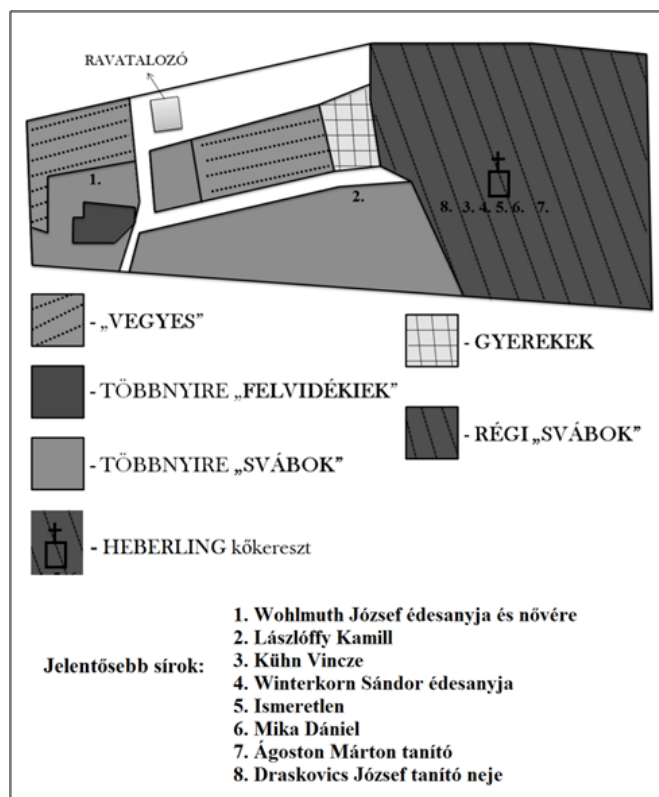 RAVATALOZÓ
1.
2.
8. 3. 4. 5. 6. 7.
- „VEGYES”
- GYEREKEK
- TÖBBNYIRE „FELVIDÉKIEK”
- RÉGI „SVÁBOK”
- TÖBBNYIRE „SVÁBOK”
- HEBERLING kőkereszt
Jelentősebb sírok:
1. Wohlmuth József édesanyja és nővére
2. Lászlóffy Kamill
3. Kühn Vincze
4. Winterkorn Sándor édesanyja
5. Ismeretlen
6. Mika Dániel
7. Ágoston Márton tanító
8. Draskovics József tanító neje